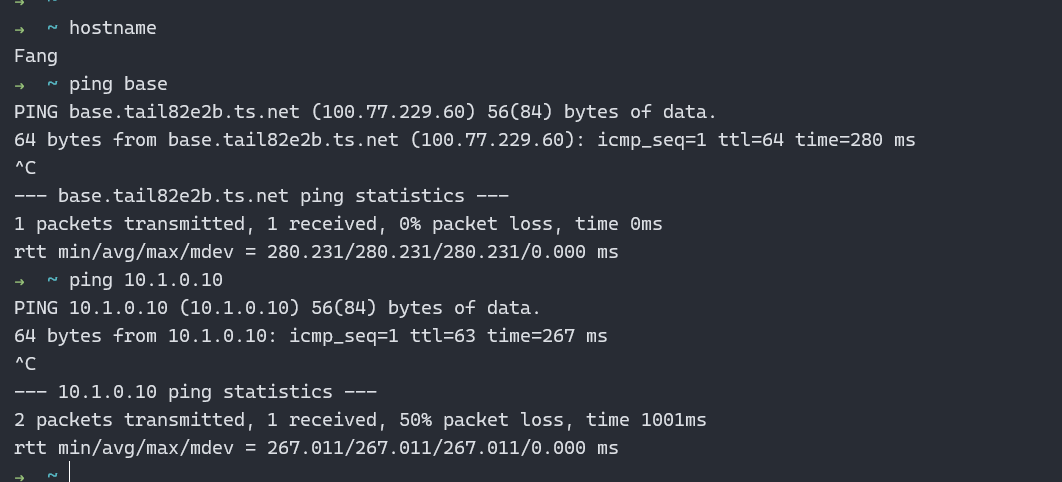 ➜  ~
➜  ~ hostname
Fang
➜  ~ ping base
PING base.tail82e2b.ts.net (100.77.229.60) 56(84) bytes of data.
64 bytes from base.tail82e2b.ts.net (100.77.229.60): icmp_seq=1 ttl=64 time=280 ms
^C
--- base.tail82e2b.ts.net ping statistics ---
1 packets transmitted, 1 received, 0% packet loss, time 0ms
rtt min/avg/max/mdev = 280.231/280.231/280.231/0.000 ms
➜  ~ ping 10.1.0.10
PING 10.1.0.10 (10.1.0.10) 56(84) bytes of data.
64 bytes from 10.1.0.10: icmp_seq=1 ttl=63 time=267 ms
^C
--- 10.1.0.10 ping statistics ---
2 packets transmitted, 1 received, 50% packet loss, time 1001ms
rtt min/avg/max/mdev = 267.011/267.011/267.011/0.000 ms
➜  ~